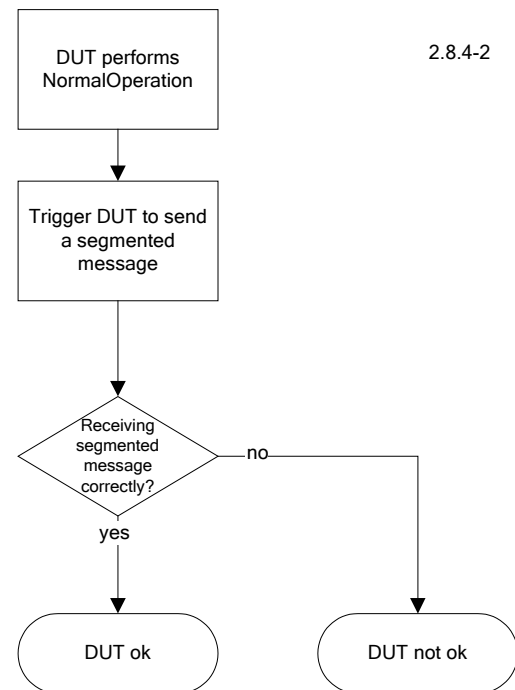 DUT performs
NormalOperation
2.8.4-2
Trigger DUT to send
a segmented
message
Receiving
segmented
message
correctly?
no
yes
DUT ok
DUT not ok